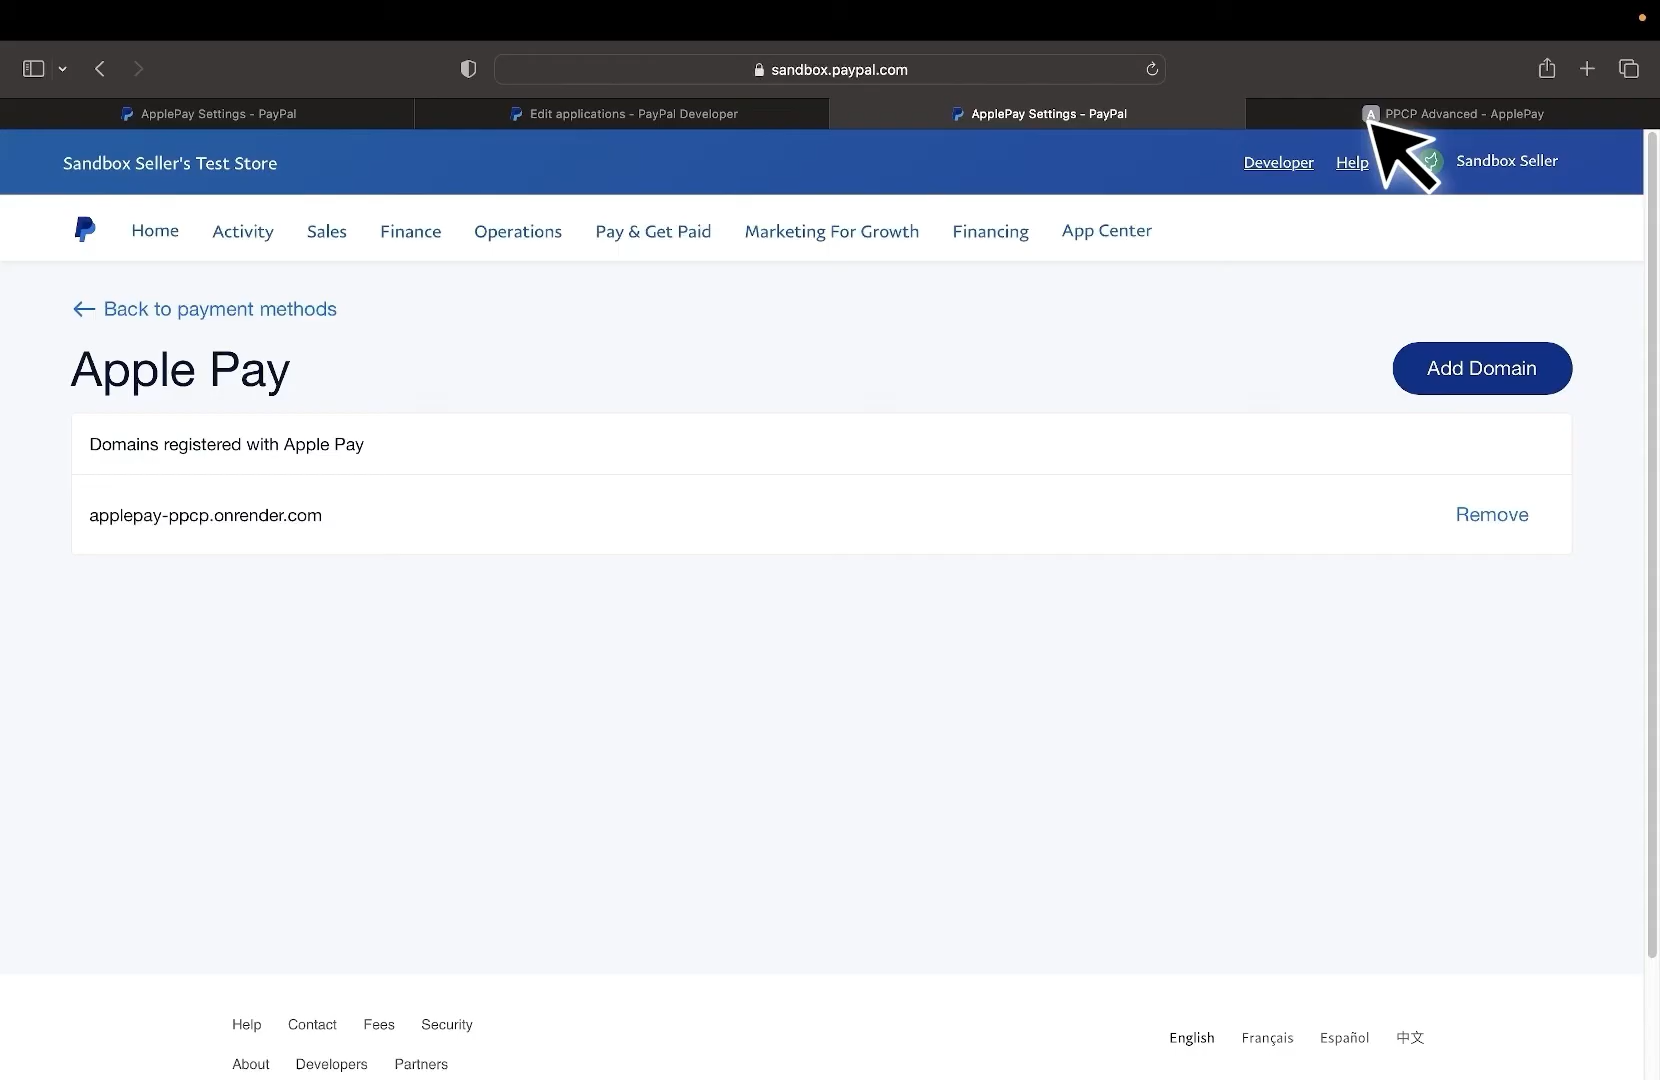 sandbox.paypal.com
ApplePay Settings - PayPal
Edit applications - PayPal Developer
ApplePay Settings - PayPal
A PPCP Advanced - ApplePay
Sandbox Seller's Test Store
Developer
Help
Sandbox Seller
Home
Activity
Sales
Finance
Operations
Pay & Get Paid
Marketing For Growth
Financing
App Center
← Back to payment methods
Apple Pay
Add Domain
Domains registered with Apple Pay
applepay-ppcp.onrender.com
Remove
Help
Contact
Fees
Security
English
Français
Español
中文
About
Developers
Partners